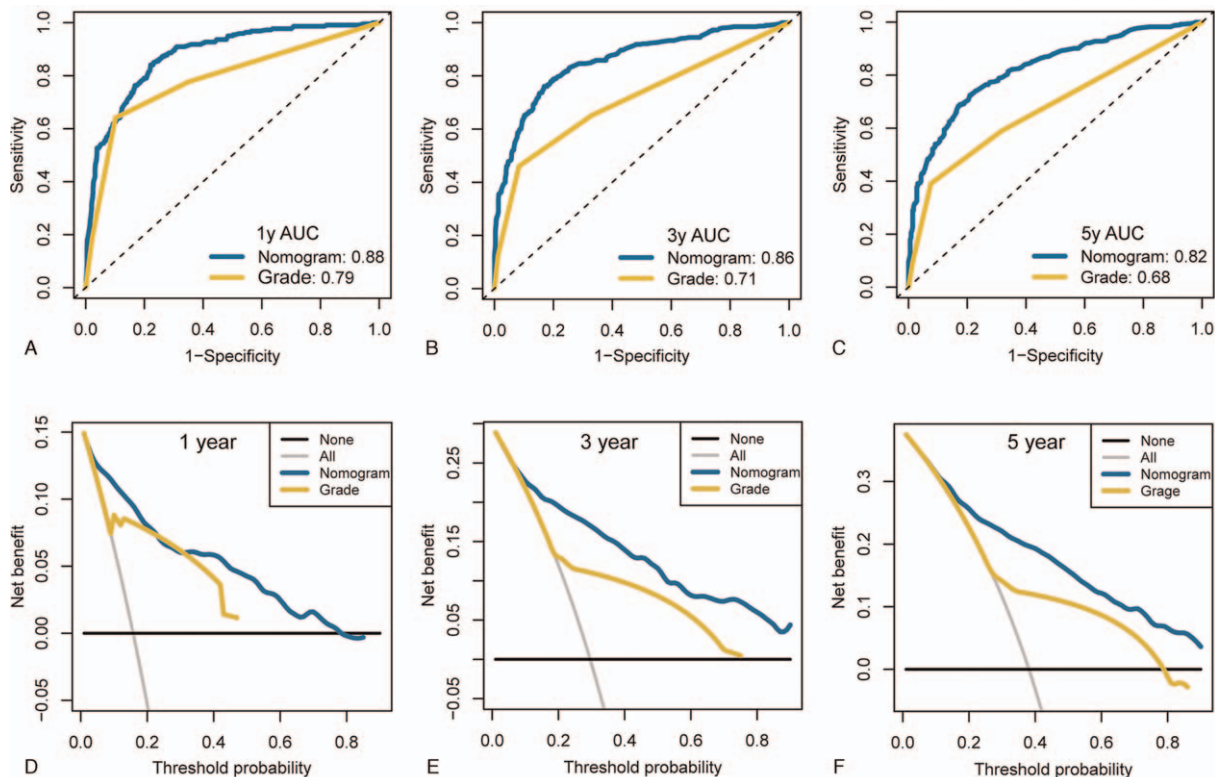 1.0
0.8
0.6
0.4
0.2
0.0
Sensitivity
1y AUC
Nomogram: 0.88
Grade: 0.79
0.0 0.2 0.4 0.6 0.8 1.0
A
1−Specificity
1.0
0.8
0.6
0.4
0.2
0.0
Sensitivity
3y AUC
Nomogram: 0.86
Grade: 0.71
0.0 0.2 0.4 0.6 0.8 1.0
B
1−Specificity
1.0
0.8
0.6
0.4
0.2
0.0
Sensitivity
5y AUC
Nomogram: 0.82
Grade: 0.68
0.0 0.2 0.4 0.6 0.8 1.0
C
1−Specificity
0.15
0.10
0.05
0.00
−0.05
Net benefit
1 year
None
All
Nomogram
Grade
0.0 0.2 0.4 0.6 0.8
D
Threshold probability
0.25
0.15
0.05
−0.05
Net benefit
3 year
None
All
Nomogram
Grade
0.0 0.2 0.4 0.6 0.8
E
Threshold probability
0.3
0.2
0.1
0.0
Net benefit
5 year
None
All
Nomogram
Grage
0.0 0.2 0.4 0.6 0.8
F
Threshold probability